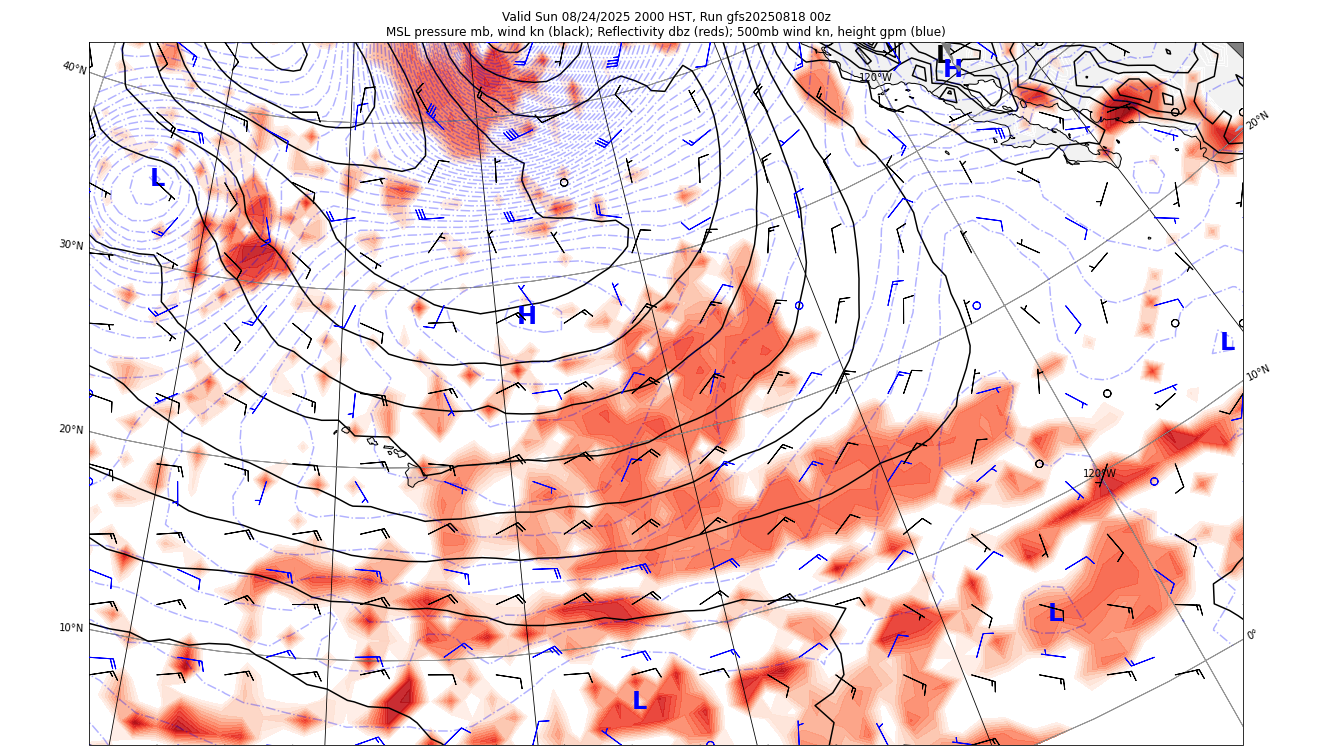 Valid Sun 08/24/2025 2000 HST, Run gfs20250818 00z
MSL pressure mb, wind kn (black); Reflectivity dbz (reds); 500mb wind kn, height gpm (blue)
L
H
40°N
120°W
20°N
L
30°N
H
L
10°N
20°N
120°W
L
10°N
0°
L